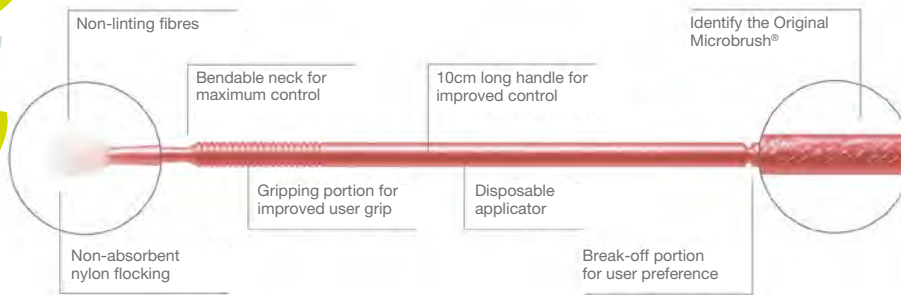 Non-linting fibres
Identify the Original
Microbrush®
Bendable neck for
maximum control
10cm long handle for
improved control
Gripping portion for
improved user grip
Disposable
applicator
Non-absorbent
nylon flocking
Break-off portion
for user preference